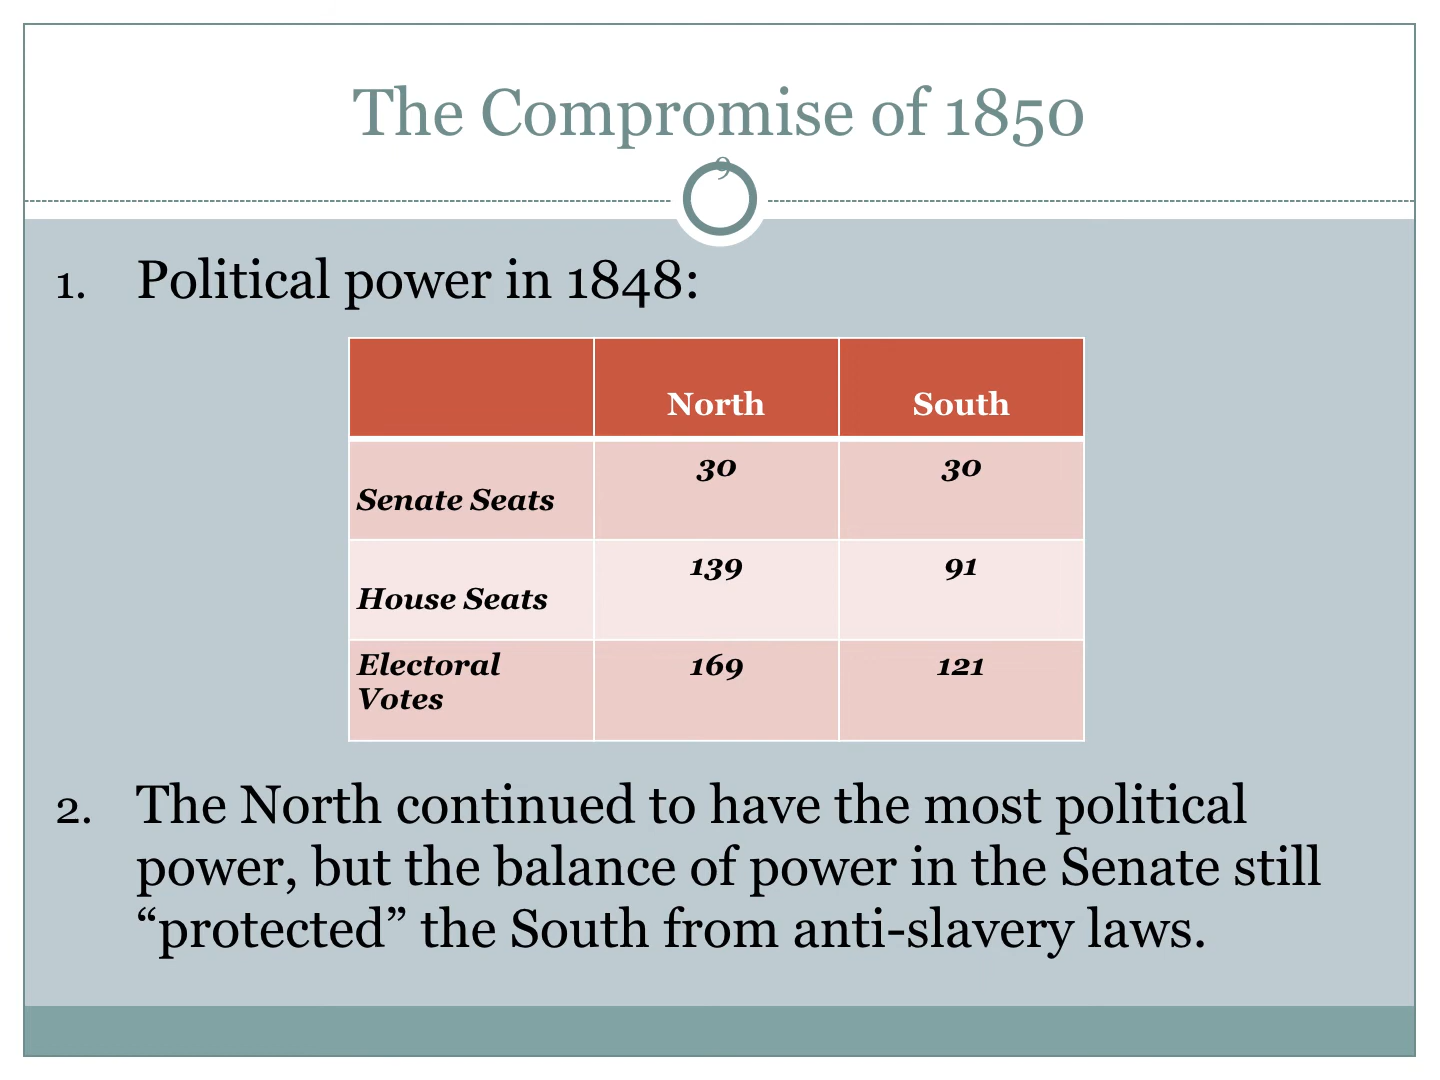 The Compromise of 1850
9
1. Political power in 1848:
North South
Senate Seats 30 30
House Seats 139 91
Electoral Votes 169 121
2. The North continued to have the most political
power, but the balance of power in the Senate still
“protected” the South from anti-slavery laws.